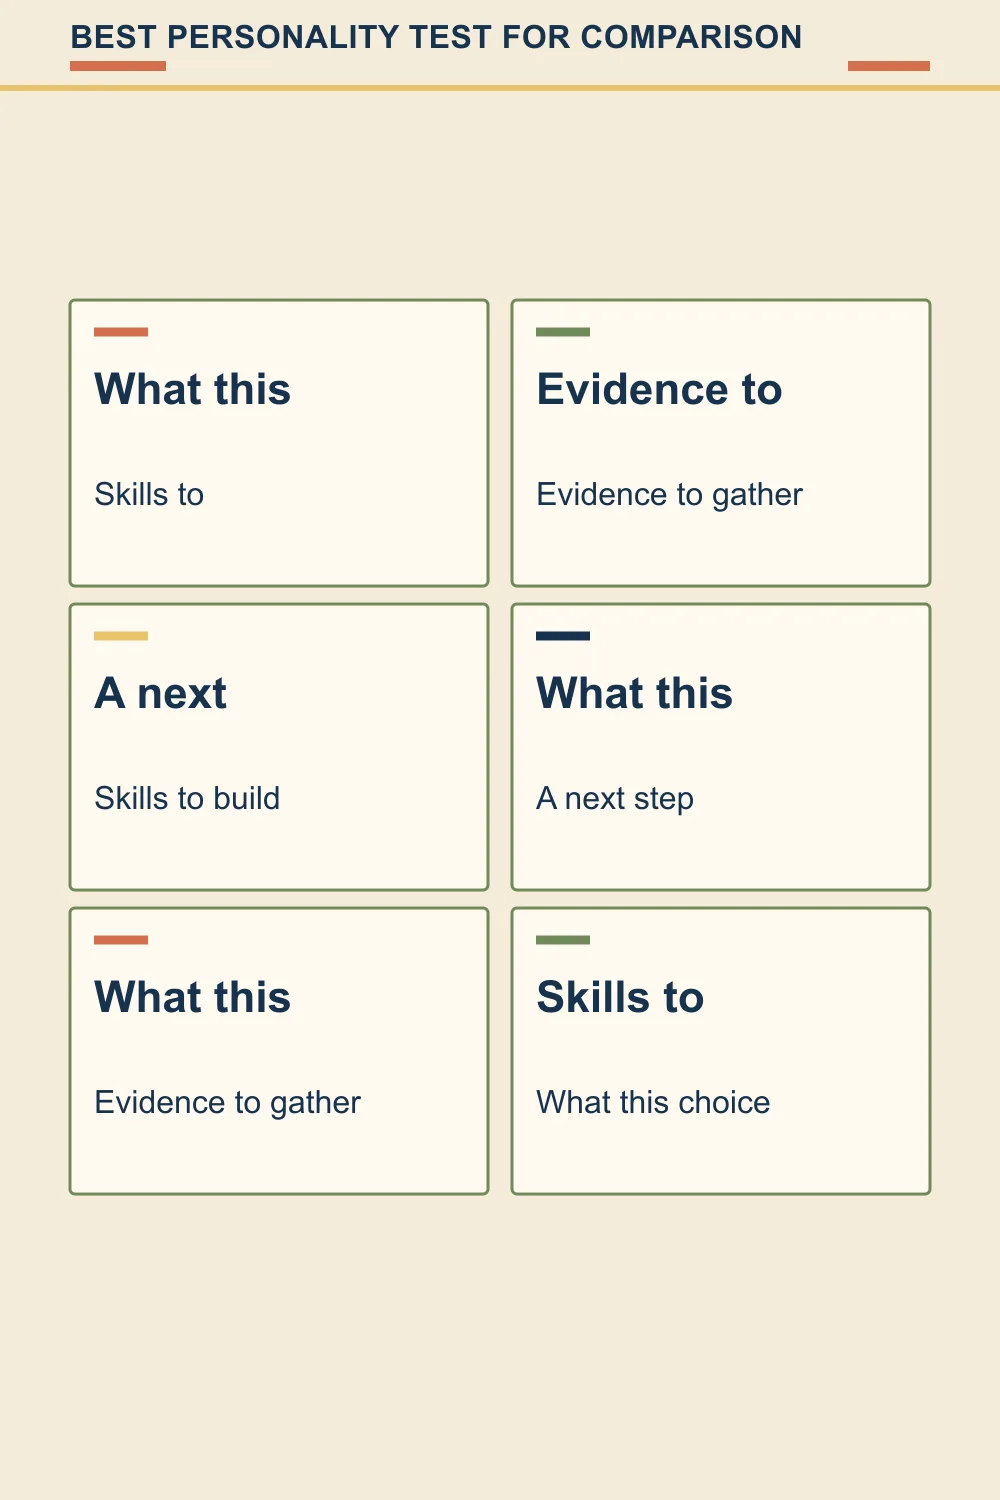 BEST PERSONALITY TEST FOR COMPARISON
What this
Skills to
Evidence to
Evidence to gather
A next
Skills to build
What this
A next step
What this
Evidence to gather
Skills to
What this choice